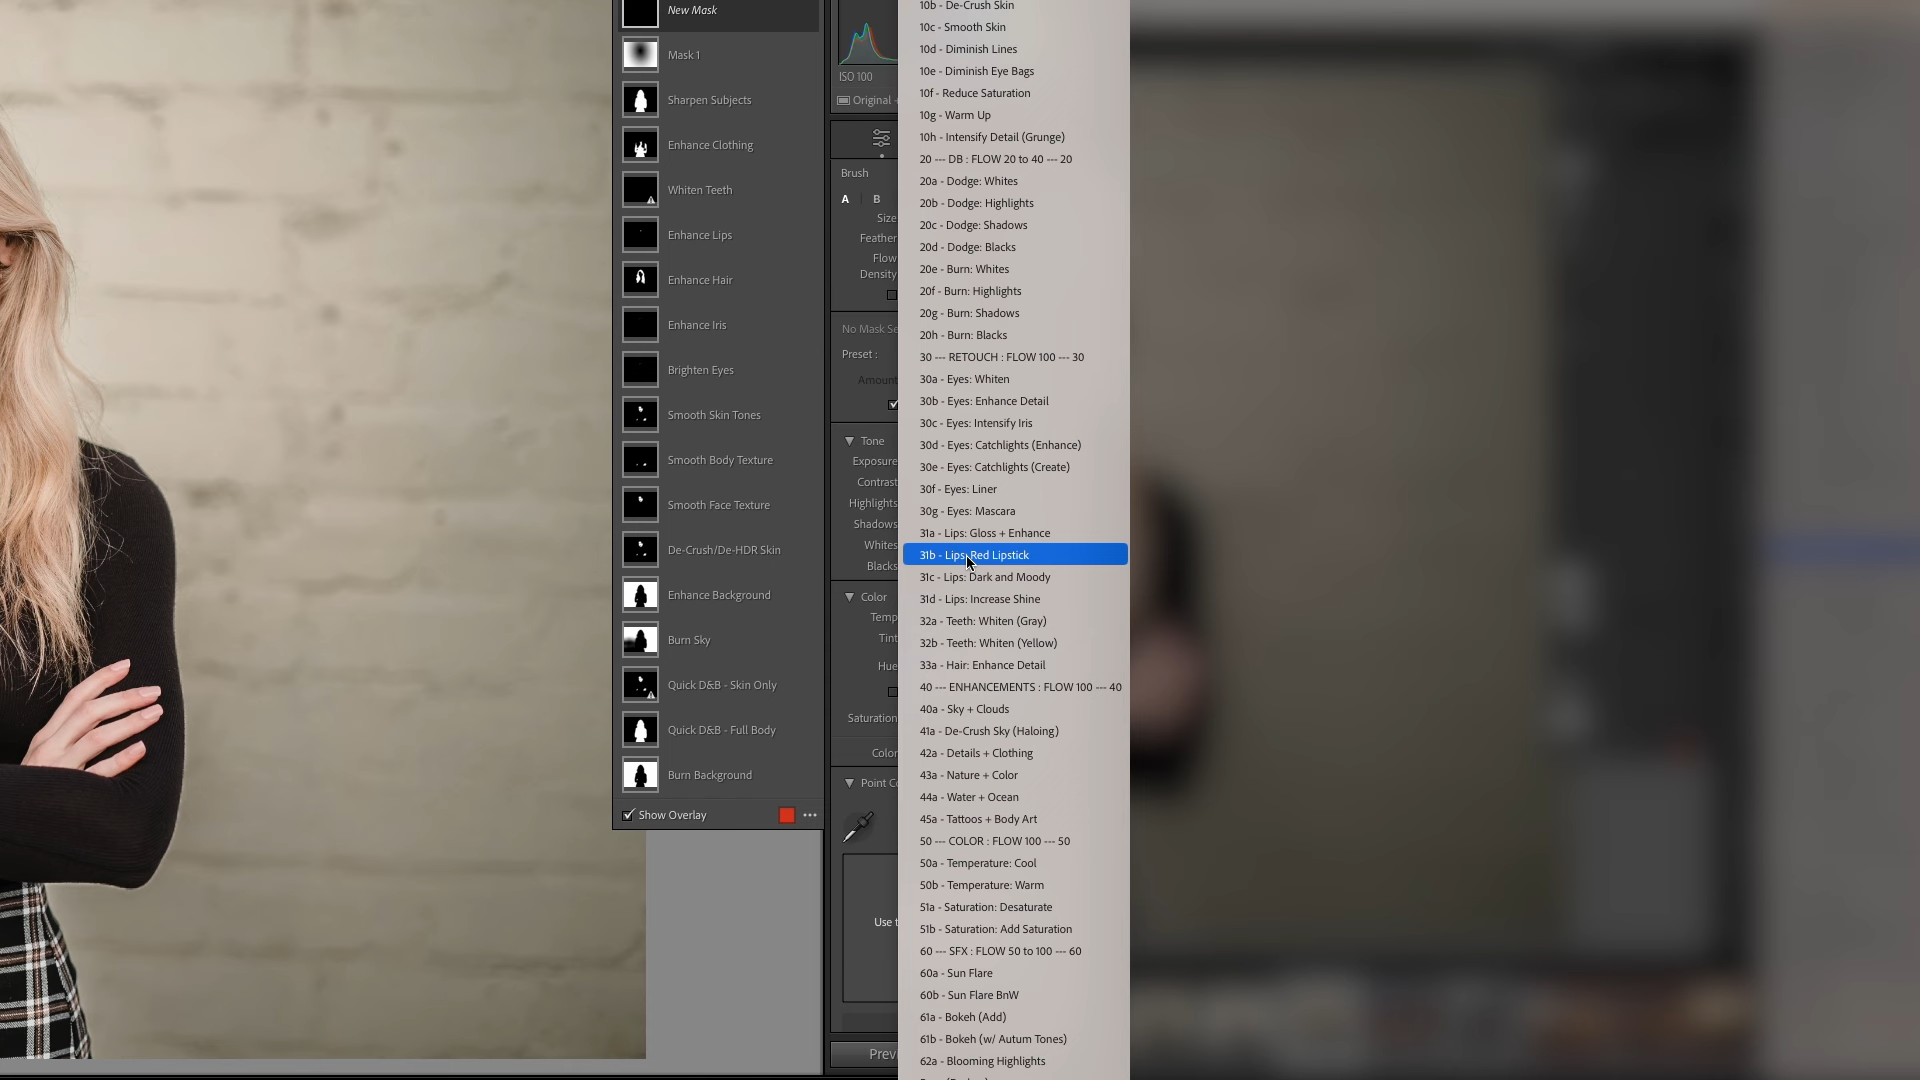 New Mask
Mask 1
Sharpen Subjects
Enhance Clothing
Whiten Teeth
Enhance Lips
Enhance Hair
Enhance Iris
Brighten Eyes
Smooth Skin Tones
Smooth Body Texture
Smooth Face Texture
De-Crush/De-HDR Skin
Enhance Background
Burn Sky
Quick D&B - Skin Only
Quick D&B - Full Body
Burn Background
Show Overlay
ISO 100
Original
Brush
A B
Size
Feather
Flow
Density
No Mask Se
Preset :
Amount
Tone
Exposure
Contrast
Highlights
Shadows
Whites
Blacks
Color
Temp
Tint
Hue
Saturation
Color
Point Co
Use t
Previ
10b - De-Crush Skin
10c - Smooth Skin
10d - Diminish Lines
10e - Diminish Eye Bags
10f - Reduce Saturation
10g - Warm Up
10h - Intensify Detail (Grunge)
20 --- DB : FLOW 20 to 40 --- 20
20a - Dodge: Whites
20b - Dodge: Highlights
20c - Dodge: Shadows
20d - Dodge: Blacks
20e - Burn: Whites
20f - Burn: Highlights
20g - Burn: Shadows
20h - Burn: Blacks
30 --- RETOUCH : FLOW 100 --- 30
30a - Eyes: Whiten
30b - Eyes: Enhance Detail
30c - Eyes: Intensify Iris
30d - Eyes: Catchlights (Enhance)
30e - Eyes: Catchlights (Create)
30f - Eyes: Liner
30g - Eyes: Mascara
31a - Lips: Gloss + Enhance
31b - Lips: Red Lipstick
31c - Lips: Dark and Moody
31d - Lips: Increase Shine
32a - Teeth: Whiten (Gray)
32b - Teeth: Whiten (Yellow)
33a - Hair: Enhance Detail
40 --- ENHANCEMENTS : FLOW 100 --- 40
40a - Sky + Clouds
41a - De-Crush Sky (Haloing)
42a - Details + Clothing
43a - Nature + Color
44a - Water + Ocean
45a - Tattoos + Body Art
50 --- COLOR : FLOW 100 --- 50
50a - Temperature: Cool
50b - Temperature: Warm
51a - Saturation: Desaturate
51b - Saturation: Add Saturation
60 --- SFX : FLOW 50 to 100 --- 60
60a - Sun Flare
60b - Sun Flare BnW
61a - Bokeh (Add)
61b - Bokeh (w/ Autum Tones)
62a - Blooming Highlights